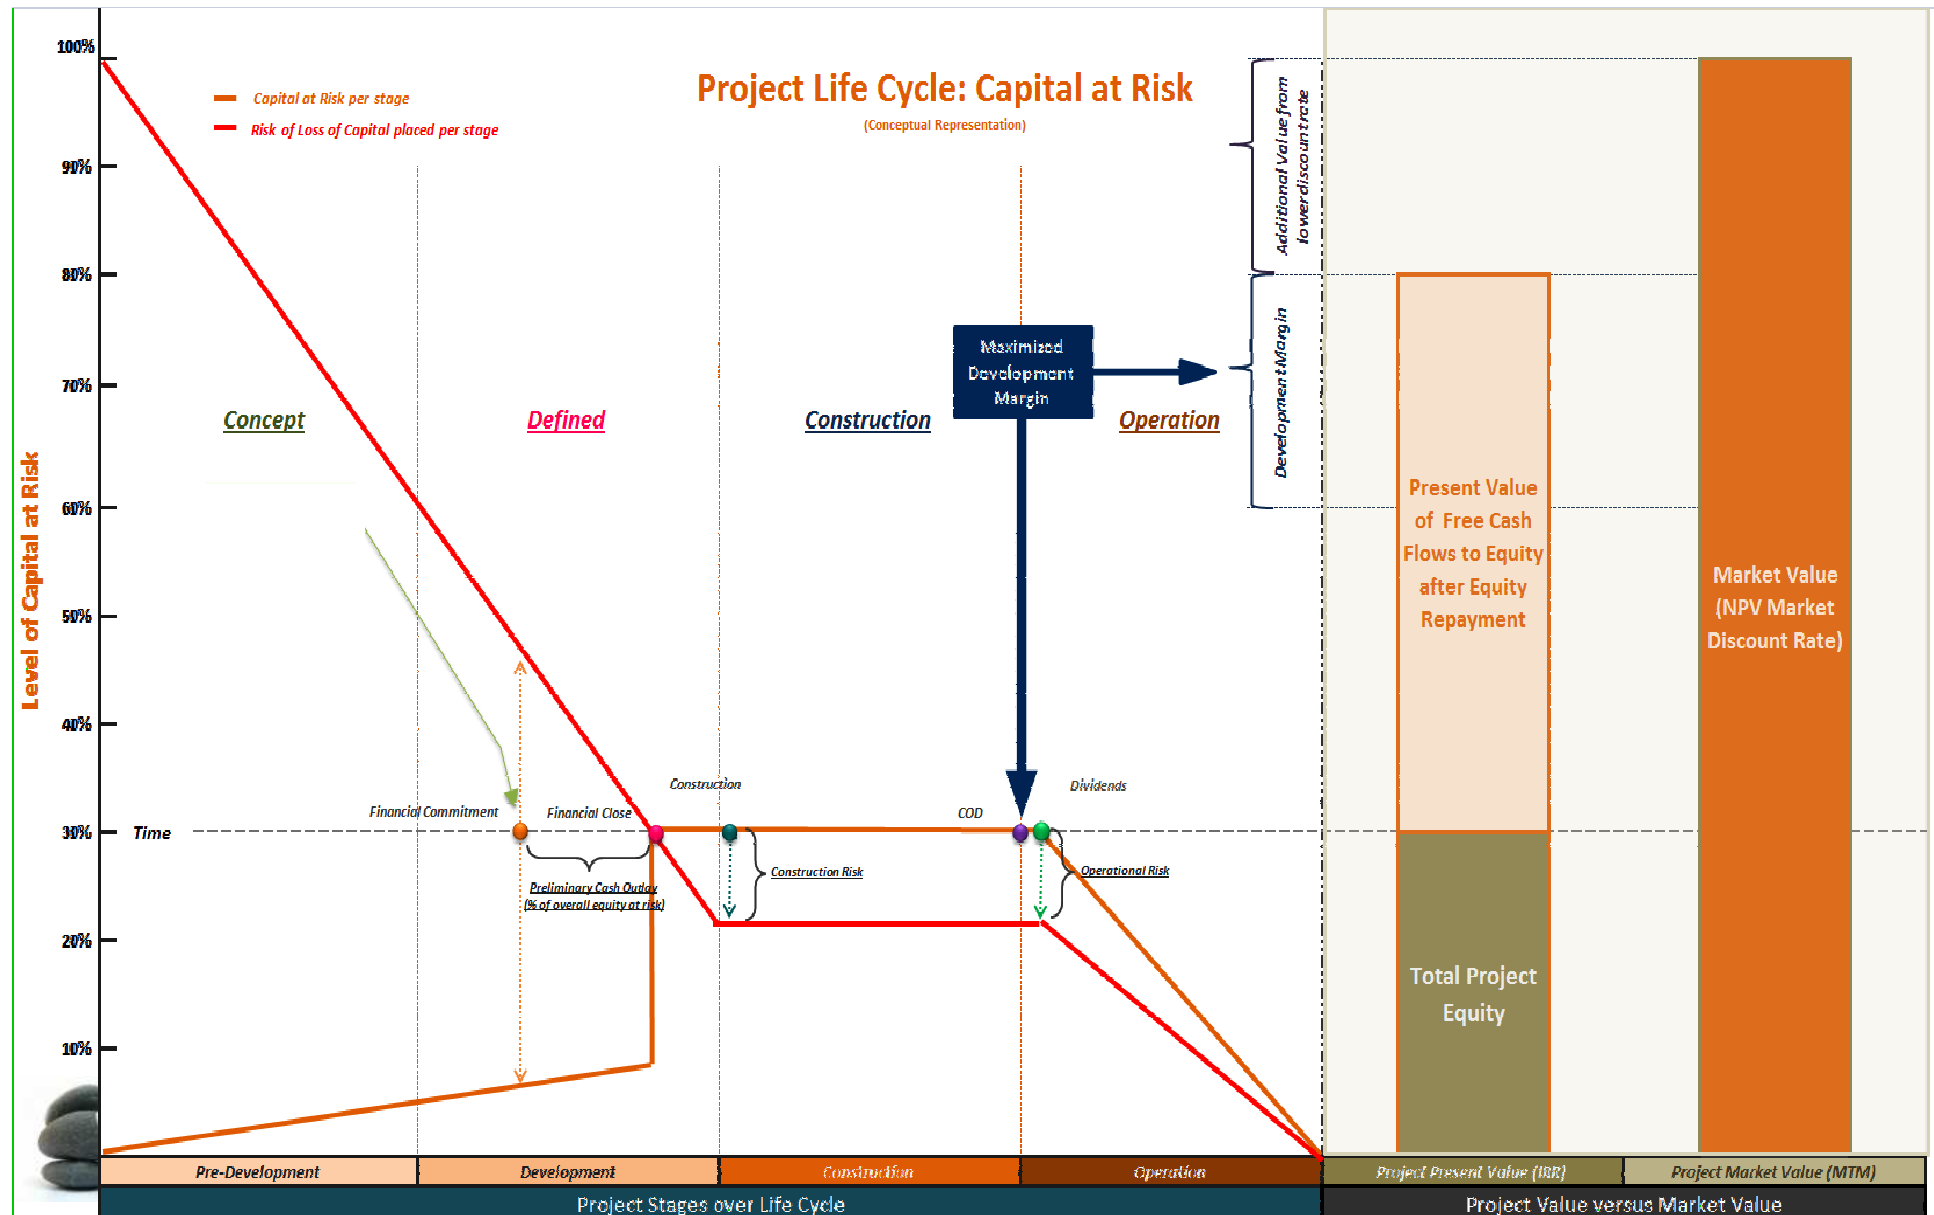 Project Life Cycle: Capital at Risk
(Conceptual Representation)
Capital at Risk per stage
Risk of Loss of Capital placed per stage
Level of Capital at Risk
100%
90%
80%
70%
60%
50%
40%
30%
20%
10%
Concept
Defined
Construction
Operation
Maximized
Development
Margin
Additional Value from
lower discount rate
Development Margin
Time
Financial Commitment
Financial Close
Construction
COD
Dividends
Preliminary Cash Outlay
(% of overall equity at risk)
Construction Risk
Operational Risk
Present Value
of Free Cash
Flows to Equity
after Equity
Repayment
Total Project
Equity
Market Value
(NPV Market
Discount Rate)
Pre-Development
Development
Construction
Operation
Project Present Value (IRR)
Project Market Value (MTM)
Project Stages over Life Cycle
Project Value versus Market Value